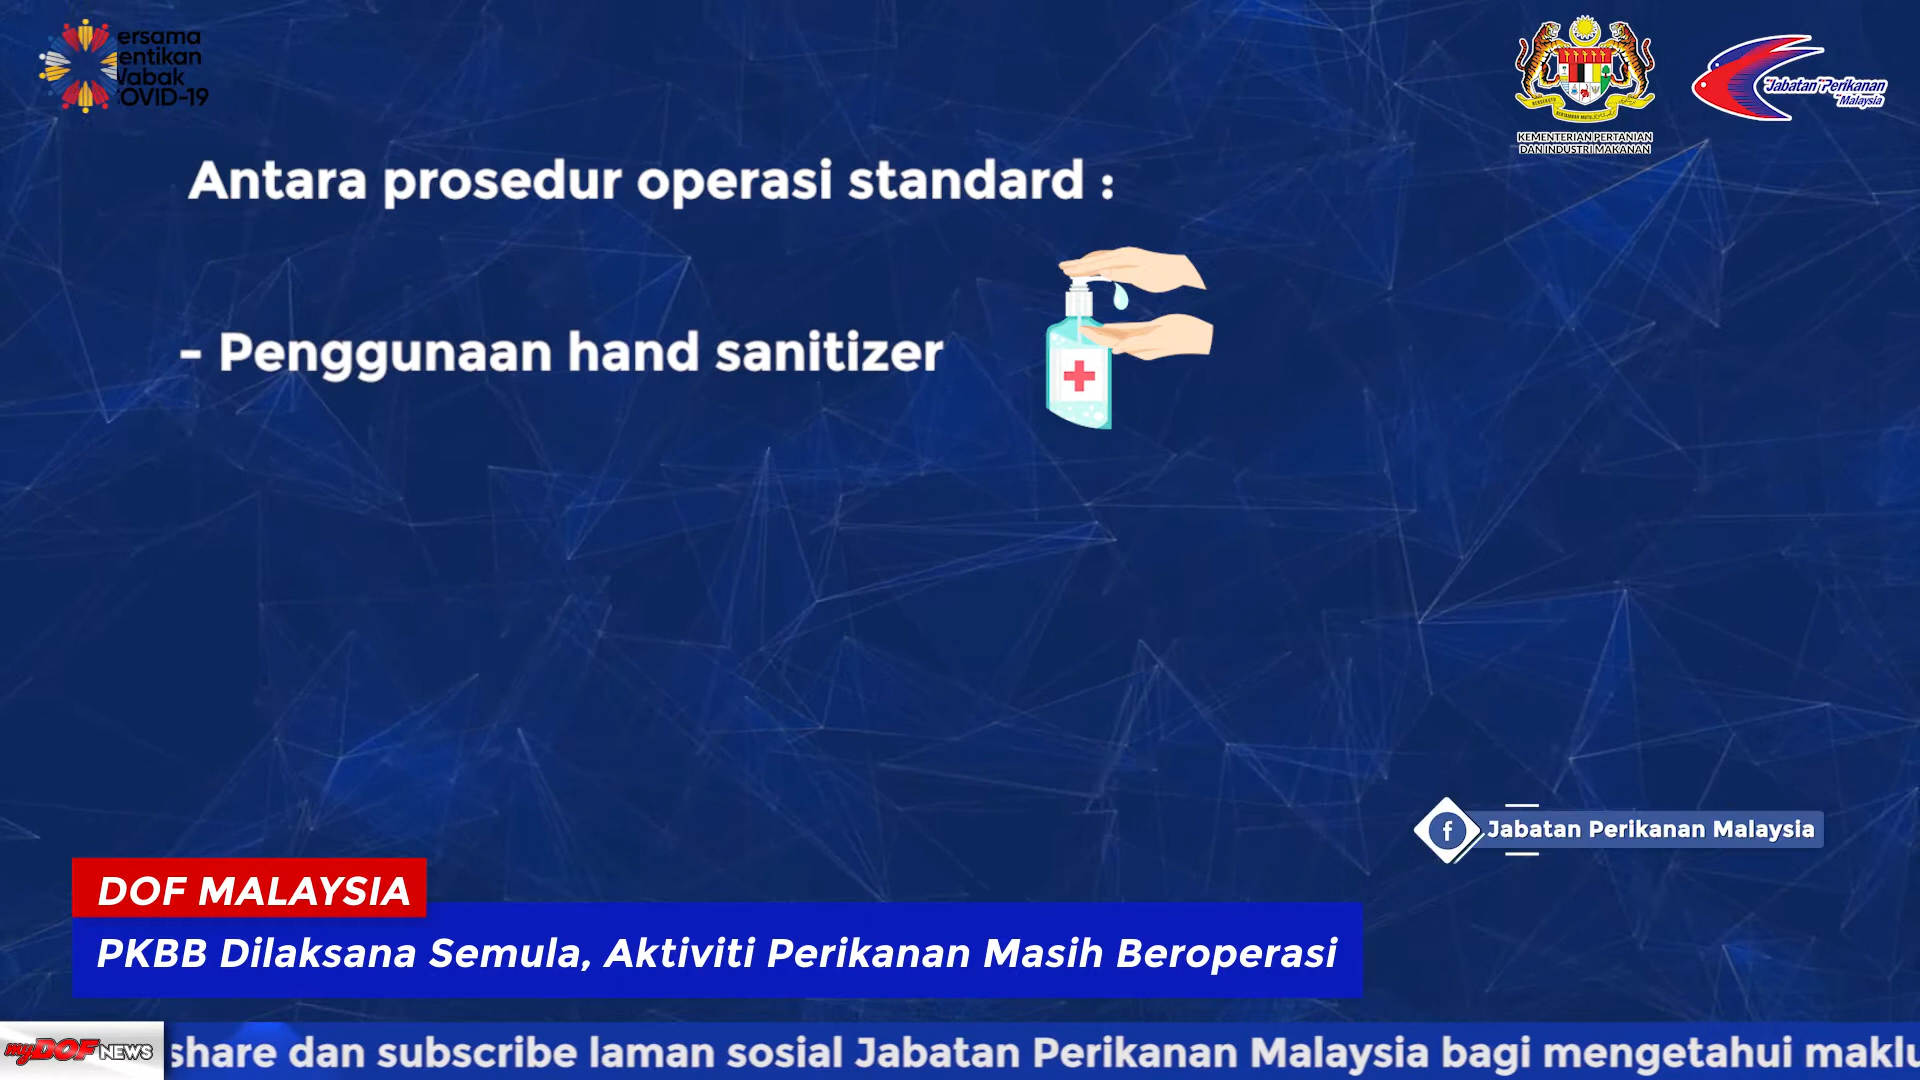 ersama
entikan
Wabak
COVID-19
KEMENTERIAN PERTANIAN
DAN INDUSTRI MAKANAN
Jabatan Perikanan
Malaysia
Antara prosedur operasi standard :
- Penggunaan hand sanitizer
f Jabatan Perikanan Malaysia
DOF MALAYSIA
PKBB Dilaksana Semula, Aktiviti Perikanan Masih Beroperasi
myDOF NEWS
share dan subscribe laman sosial Jabatan Perikanan Malaysia bagi mengetahui maklu